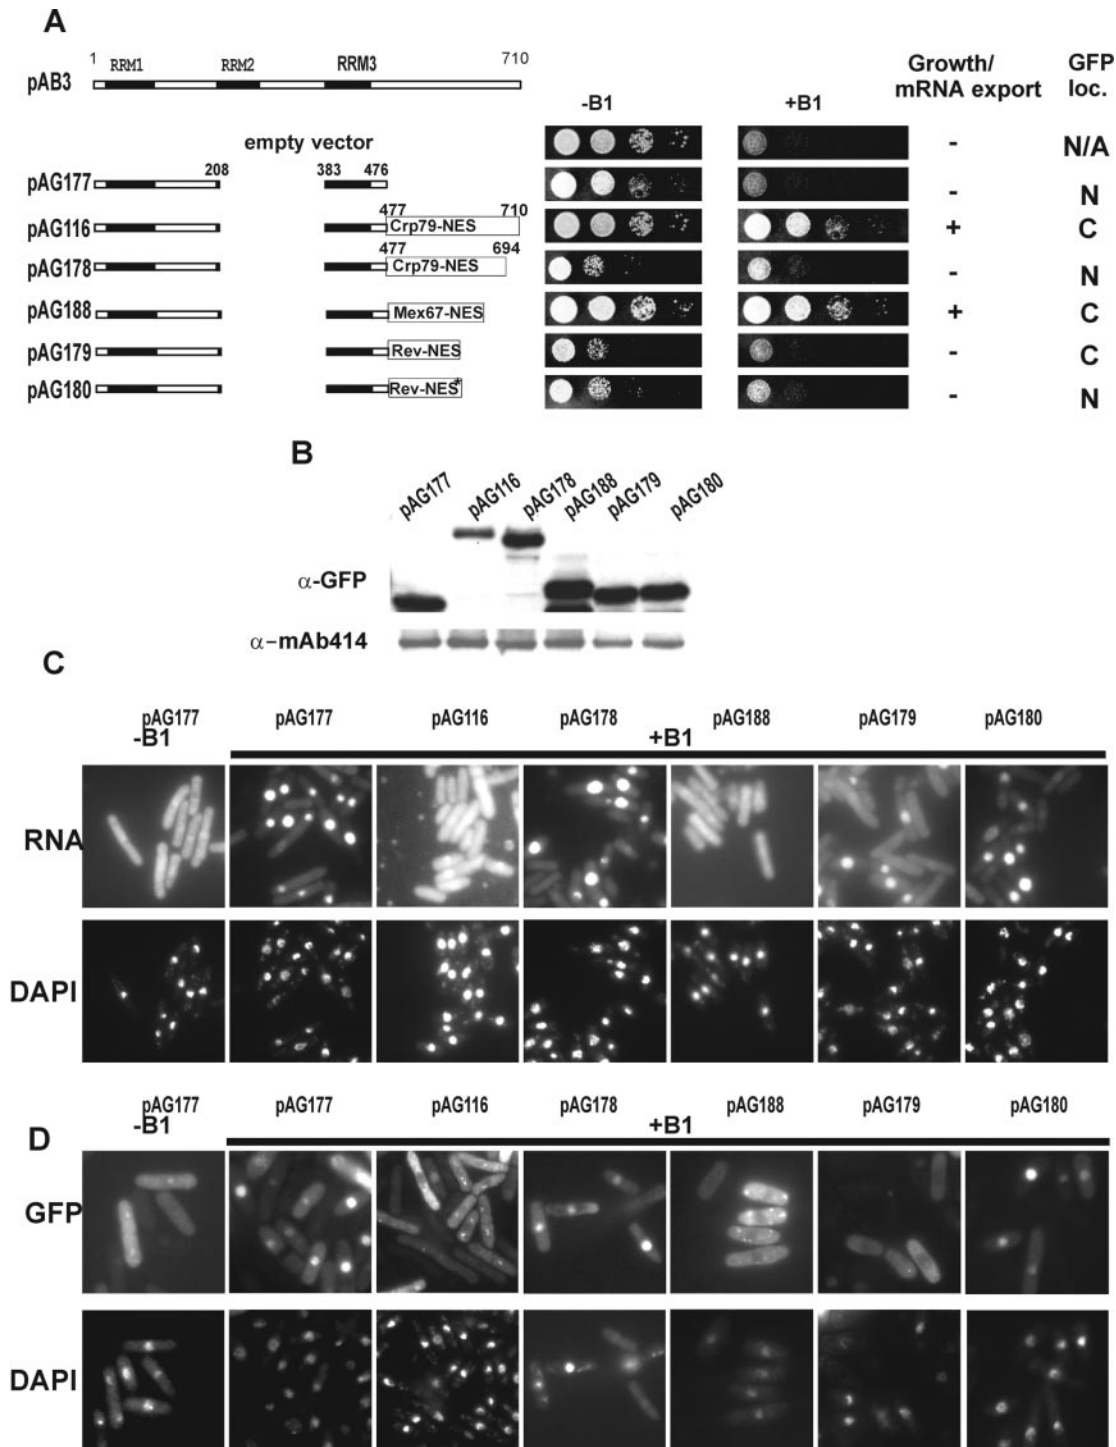 A
1 RRM1 RRM2 RRM3 710
pAB3
Growth/ mRNA export
GFP loc.
-B1 +B1
empty vector - N/A
208 383 476
pAG177 - N
477 710
pAG116 Crp79-NES + C
477 694
pAG178 Crp79-NES - N
pAG188 Mex67-NES + C
pAG179 Rev-NES - C
pAG180 Rev-NES* - N
B
pAG177 pAG116 pAG178 pAG188 pAG179 pAG180
α-GFP
α-mAb414
C
pAG177 pAG177 pAG116 pAG178 pAG188 pAG179 pAG180
-B1 +B1
RNA
DAPI
pAG177 pAG177 pAG116 pAG178 pAG188 pAG179 pAG180
-B1 +B1
D
GFP
DAPI